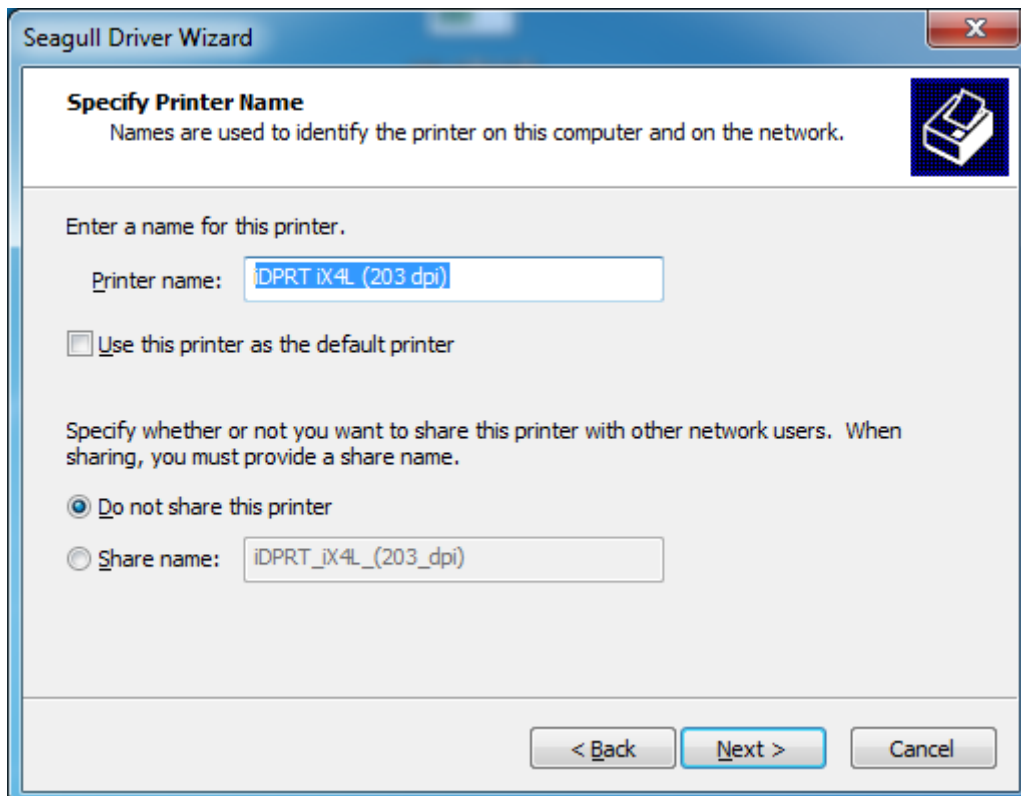 Seagull Driver Wizard
Specify Printer Name
Names are used to identify the printer on this computer and on the network.
Enter a name for this printer.
Printer name: iDPRT iX4L (203 dpi)
Use this printer as the default printer
Specify whether or not you want to share this printer with other network users.  When
sharing, you must provide a share name.
Do not share this printer
Share name: iDPRT_iX4L_(203_dpi)
< Back Next > Cancel